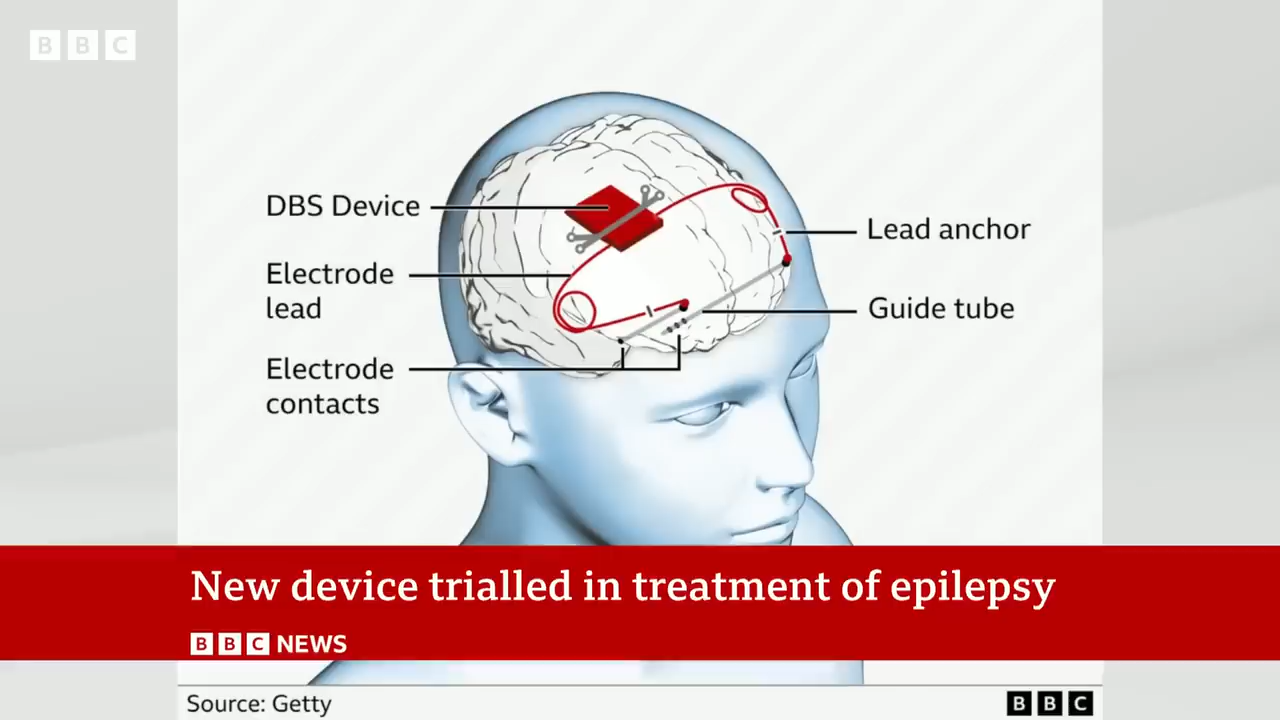 BBC
DBS Device
Lead anchor
Electrode
lead
Guide tube
Electrode
contacts
New device trialled in treatment of epilepsy
BBC NEWS
Source: Getty
BBC